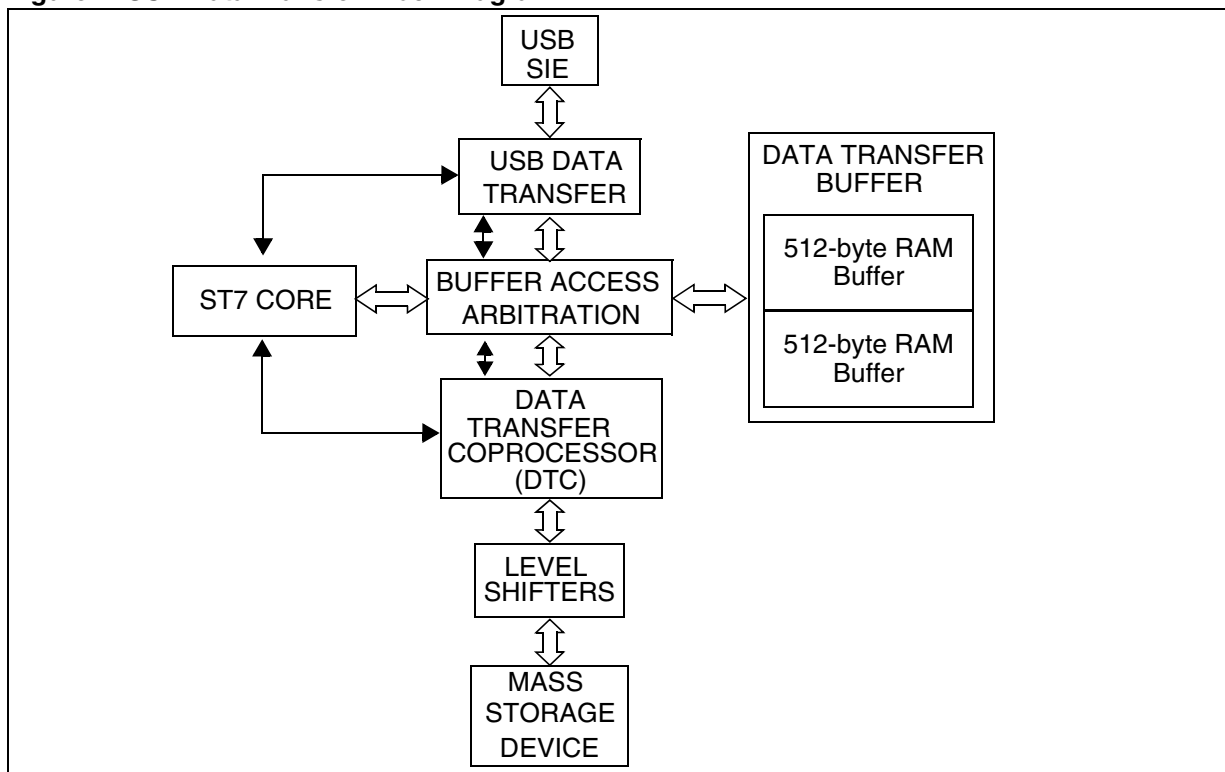 USB
SIE
USB DATA
TRANSFER
DATA TRANSFER
BUFFER
512-byte RAM
Buffer
ST7 CORE
BUFFER ACCESS
ARBITRATION
512-byte RAM
Buffer
DATA
TRANSFER
COPROCESSOR
(DTC)
LEVEL
SHIFTERS
MASS
STORAGE
DEVICE